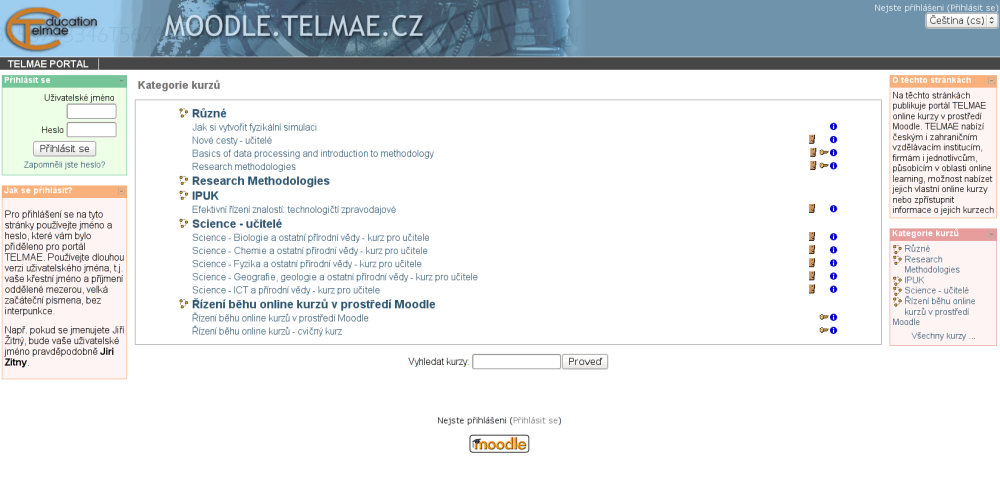 Nejste přihlášeni (Přihlásit se)
Čeština (cs)
ducation
Telmae
MOODLE.TELMAE.CZ
TELMAE PORTAL
Přihlásit se
Uživatelské jméno
Heslo
Přihlásit se
Zapomněli jste heslo?
Jak se přihlásit?
Pro přihlášení se na tyto
stránky používejte jméno a
heslo, které vám bylo
přiděleno pro portál
TELMAE. Používejte dlouhou
verzi uživatelského jména, t.j.
vaše křestní jméno a příjmení
oddělené mezerou, velká
začáteční písmena, bez
interpunkce.
Např. pokud se jmenujete Jiří
Žitný, bude vaše uživatelské
jméno pravděpodobně Jiri
Zitny.
Kategorie kurzů
Různé
Jak si vytvořit fyzikální simulaci
Nové cesty - učitelé
Basics of data processing and introduction to methodology
Research methodologies
Research Methodologies
IPUK
Efektivní řízení znalostí: technologičtí zpravodajové
Science - učitelé
Science - Biologie a ostatní přírodní vědy - kurz pro učitele
Science - Chemie a ostatní přírodní vědy - kurz pro učitele
Science - Fyzika a ostatní přírodní vědy - kurz pro učitele
Science - Geografie, geologie a ostatní přírodní vědy - kurz pro učitele
Science - ICT a přírodní vědy - kurz pro učitele
Řízení běhu online kurzů v prostředí Moodle
Řízení běhu online kurzů v prostředí Moodle
Řízení běhu online kurzů - cvičný kurz
Vyhledat kurzy:
Proveď
O těchto stránkách
Na těchto stránkách
publikuje portál TELMAE
online kurzy v prostředí
Moodle. TELMAE nabízí
českým i zahraničním
vzdělávacím institucím,
firmám i jednotlivcům,
působícím v oblasti online
learning, možnost nabízet
jejich vlastní online kurzy
nebo zpřístupnit
informace o jejich kurzech
Kategorie kurzů
Různé
Research
Methodologies
IPUK
Science - učitelé
Řízení běhu online
kurzů v prostředí
Moodle
Všechny kurzy ...
Nejste přihlášeni (Přihlásit se)
moodle